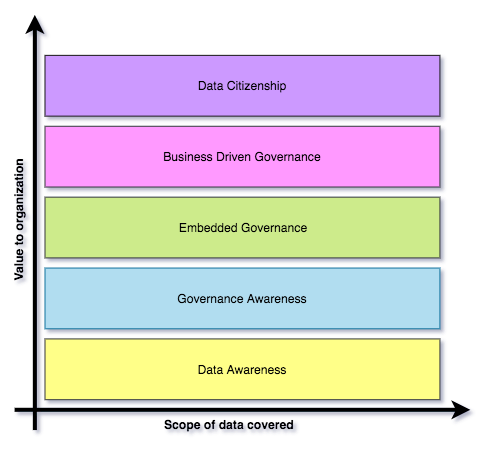 Data Citizenship
Business Driven Governance
Embedded Governance
Governance Awareness
Data Awareness
Value to organization
Scope of data covered